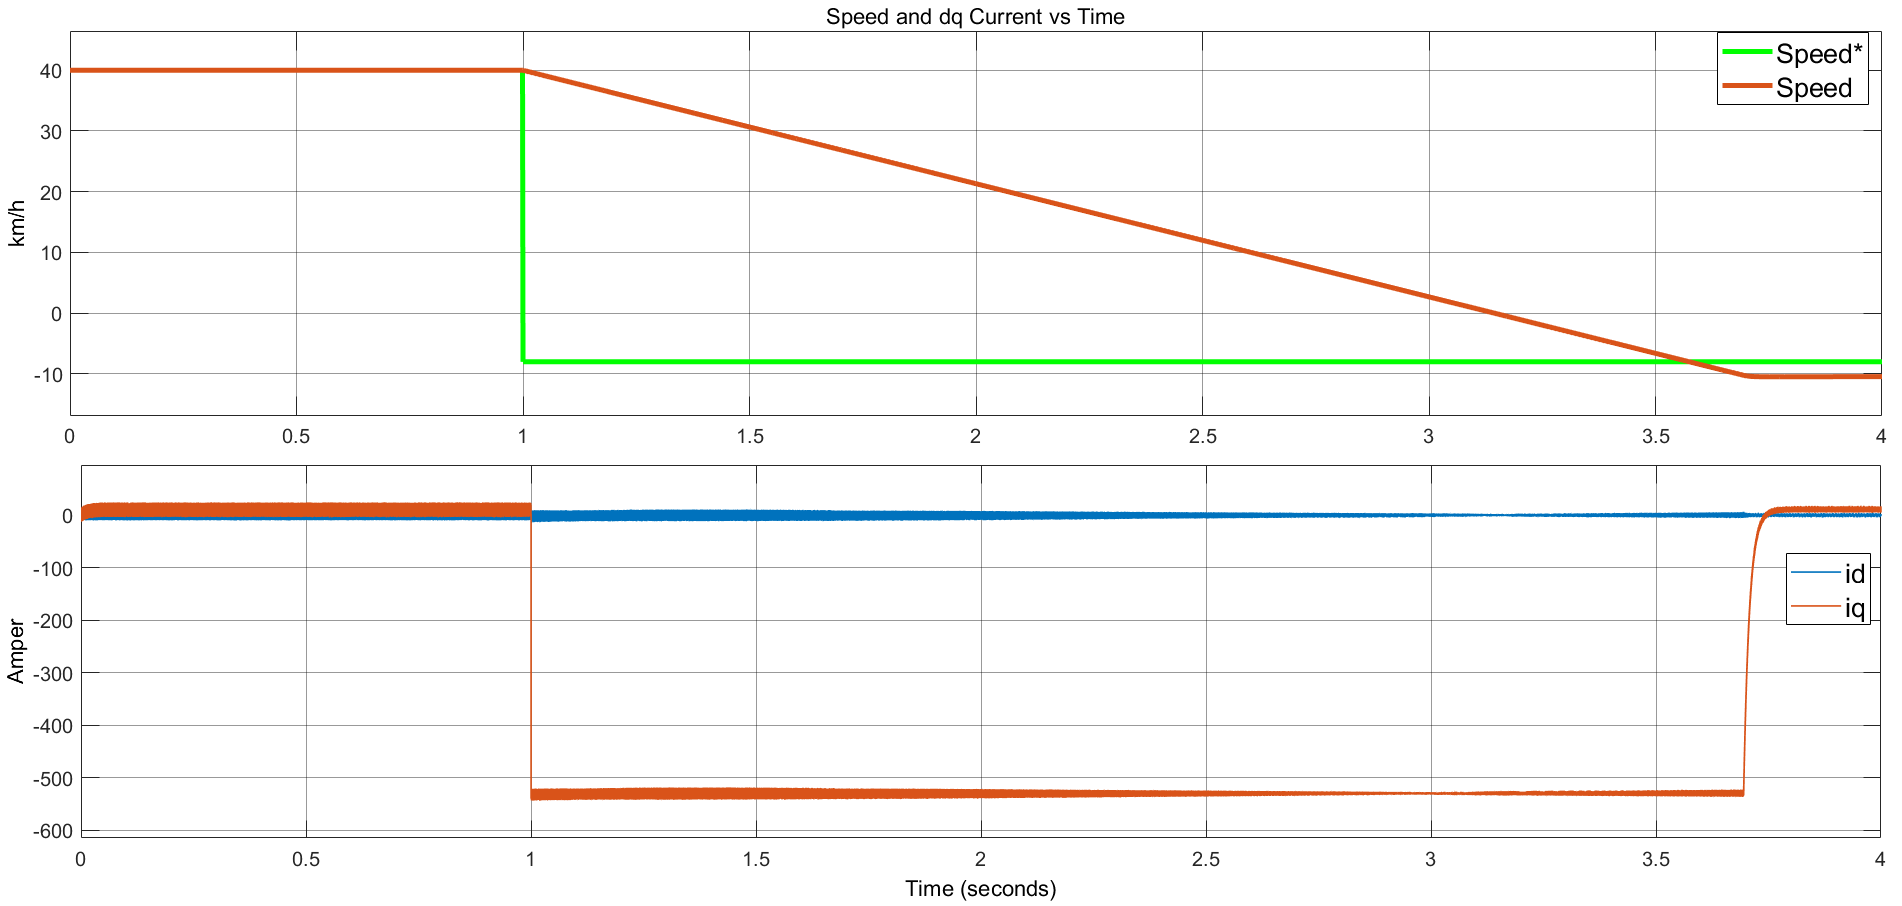 Speed and dq Current vs Time
Speed*
Speed
km/h
40
30
20
10
0
-10
0 0.5 1 1.5 2 2.5 3 3.5 4
id
iq
Amper
0
-100
-200
-300
-400
-500
-600
0 0.5 1 1.5 2 2.5 3 3.5 4
Time (seconds)